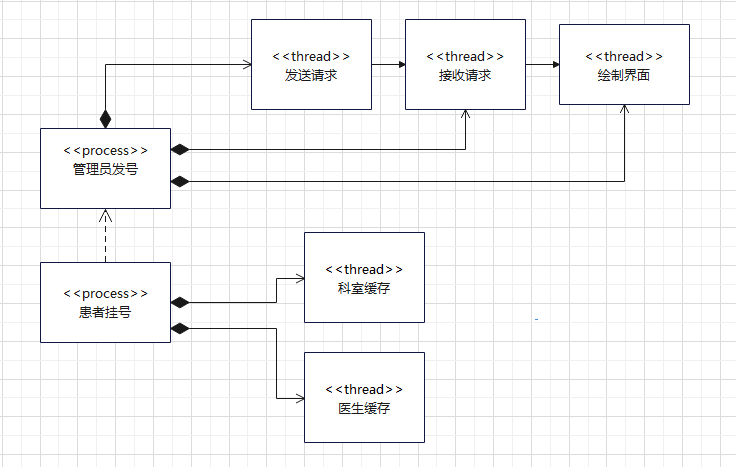 <<thread>>
发送请求
<<thread>>
接收请求
<<thread>>
绘制界面
<<process>>
管理员发号
<<process>>
患者挂号
<<thread>>
科室缓存
<<thread>>
医生缓存